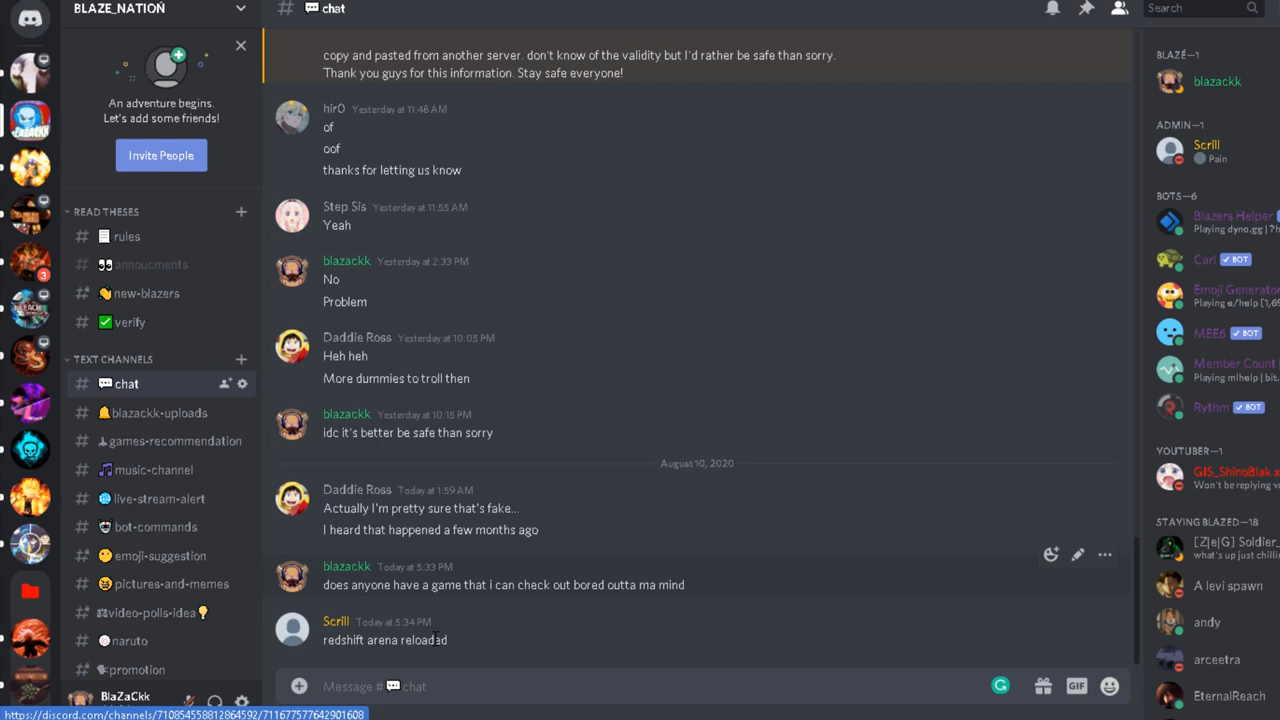 BLAZE_NATION
chat
Search
An adventure begins.
Let's add some friends!
Invite People
READ THESES
rules
annoucments
new-blazers
verify
TEXT CHANNELS
chat
blazackk-uploads
games-recommendation
music-channel
live-stream-alert
bot-commands
emoji-suggestion
pictures-and-memes
video-polls-idea
naruto
promotion
BlaZaCkk
3
https://discord.com/channels/710854558812864592/711677577642901608
copy and pasted from another server. don't know of the validity but I'd rather be safe than sorry.
Thank you guys for this information. Stay safe everyone!
hir0 Yesterday at 11:48 AM
of
oof
thanks for letting us know
Step Sis Yesterday at 11:55 AM
Yeah
blazackk Yesterday at 2:33 PM
No
Problem
Daddie Ross Yesterday at 10:05 PM
Heh heh
More dummies to troll then
blazackk Yesterday at 10:15 PM
idc it's better be safe than sorry
August 10, 2020
Daddie Ross Today at 1:59 AM
Actually I'm pretty sure that's fake...
I heard that happened a few months ago
blazackk Today at 5:33 PM
does anyone have a game that i can check out bored outta ma mind
Scrill Today at 5:34 PM
redshift arena reloaded
Message # chat
GIF
BLAZÉ—1
blazackk
ADMIN—1
Scrill
Pain
BOTS—6
Blazers Helper
Playing dyno.gg | ?h
Carl BOT
Emoji Generator
Playing e/help [1,69
MEE6 BOT
Member Count
Playing m!help | bit.
Rythm BOT
YOUTUBER—1
GIS_ShinoBlak x
Won't be replying
STAYING BLAZED—18
[Z]e|G] Soldier_
what's up just chillin
A levi spawn
andy
arceetra
EternalReach